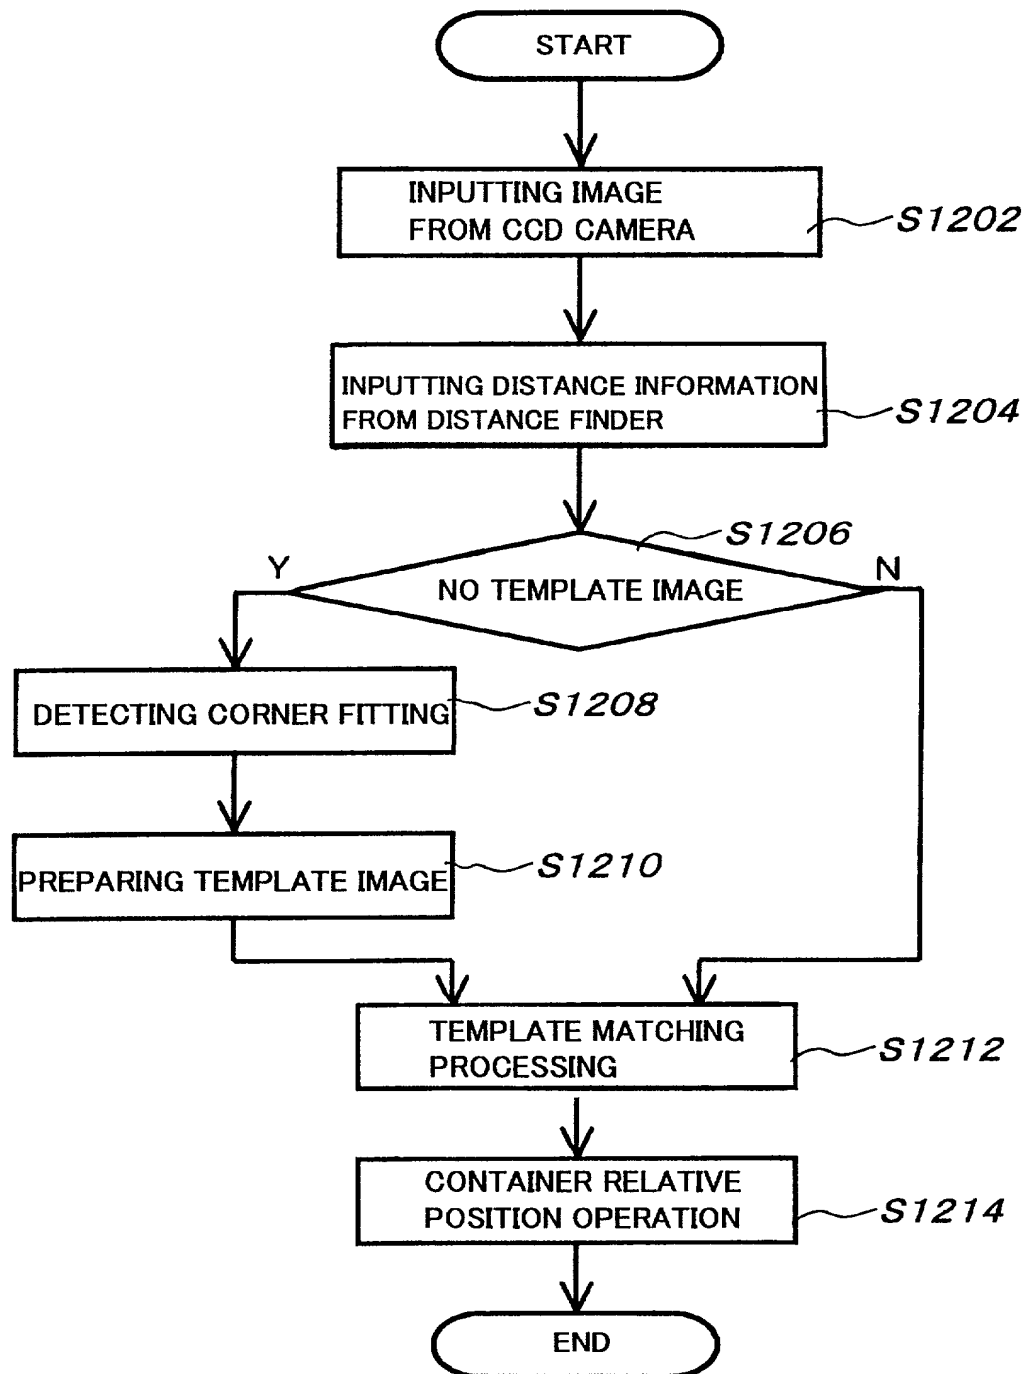 START
INPUTTING IMAGE
FROM CCD CAMERA
S1202
INPUTTING DISTANCE INFORMATION
FROM DISTANCE FINDER
S1204
S1206
Y
NO TEMPLATE IMAGE
N
DETECTING CORNER FITTING
S1208
PREPARING TEMPLATE IMAGE
S1210
TEMPLATE MATCHING
PROCESSING
S1212
CONTAINER RELATIVE
POSITION OPERATION
S1214
END